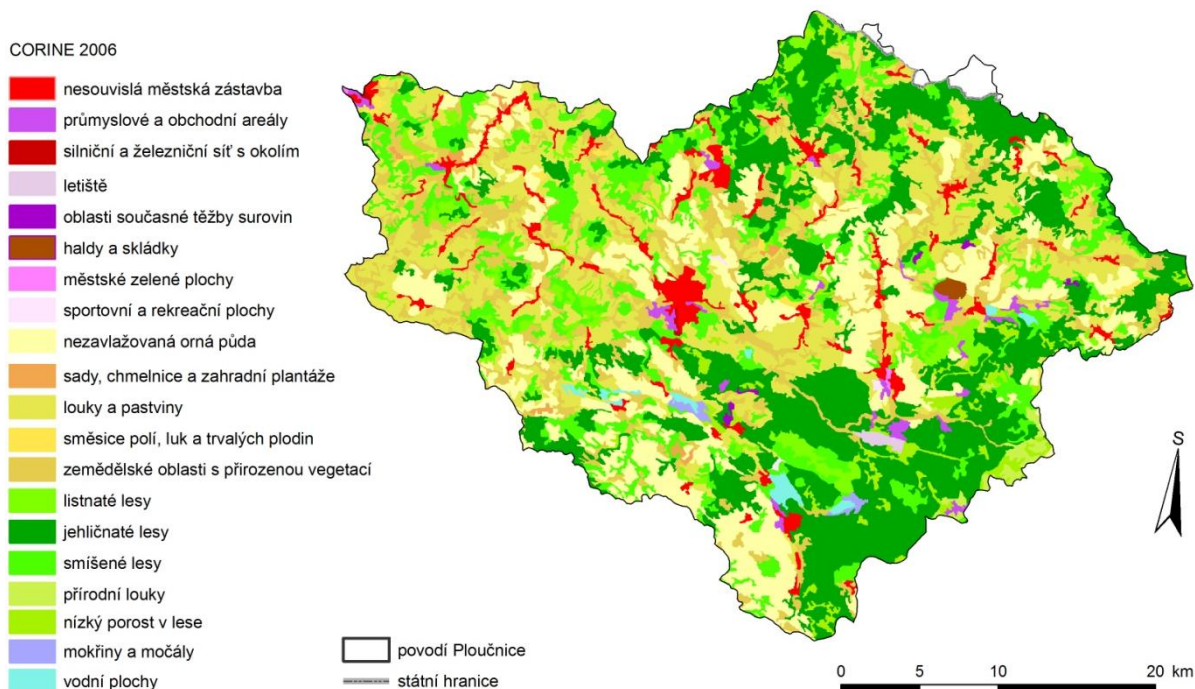 CORINE 2006
nesouvislá městská zástavba
průmyslové a obchodní areály
silniční a železniční síť s okolím
letiště
oblasti současné těžby surovin
haldy a skládky
městské zelené plochy
sportovní a rekreační plochy
nezavlažovaná orná půda
sady, chmelnice a zahradní plantáže
louky a pastviny
směsice polí, luk a trvalých plodin
zemědělské oblasti s přirozenou vegetací
listnaté lesy
jehličnaté lesy
smíšené lesy
přírodní louky
nízký porost v lese
mokřiny a močály
vodní plochy
povodí Ploučnice
státní hranice
S
0 5 10 20 km